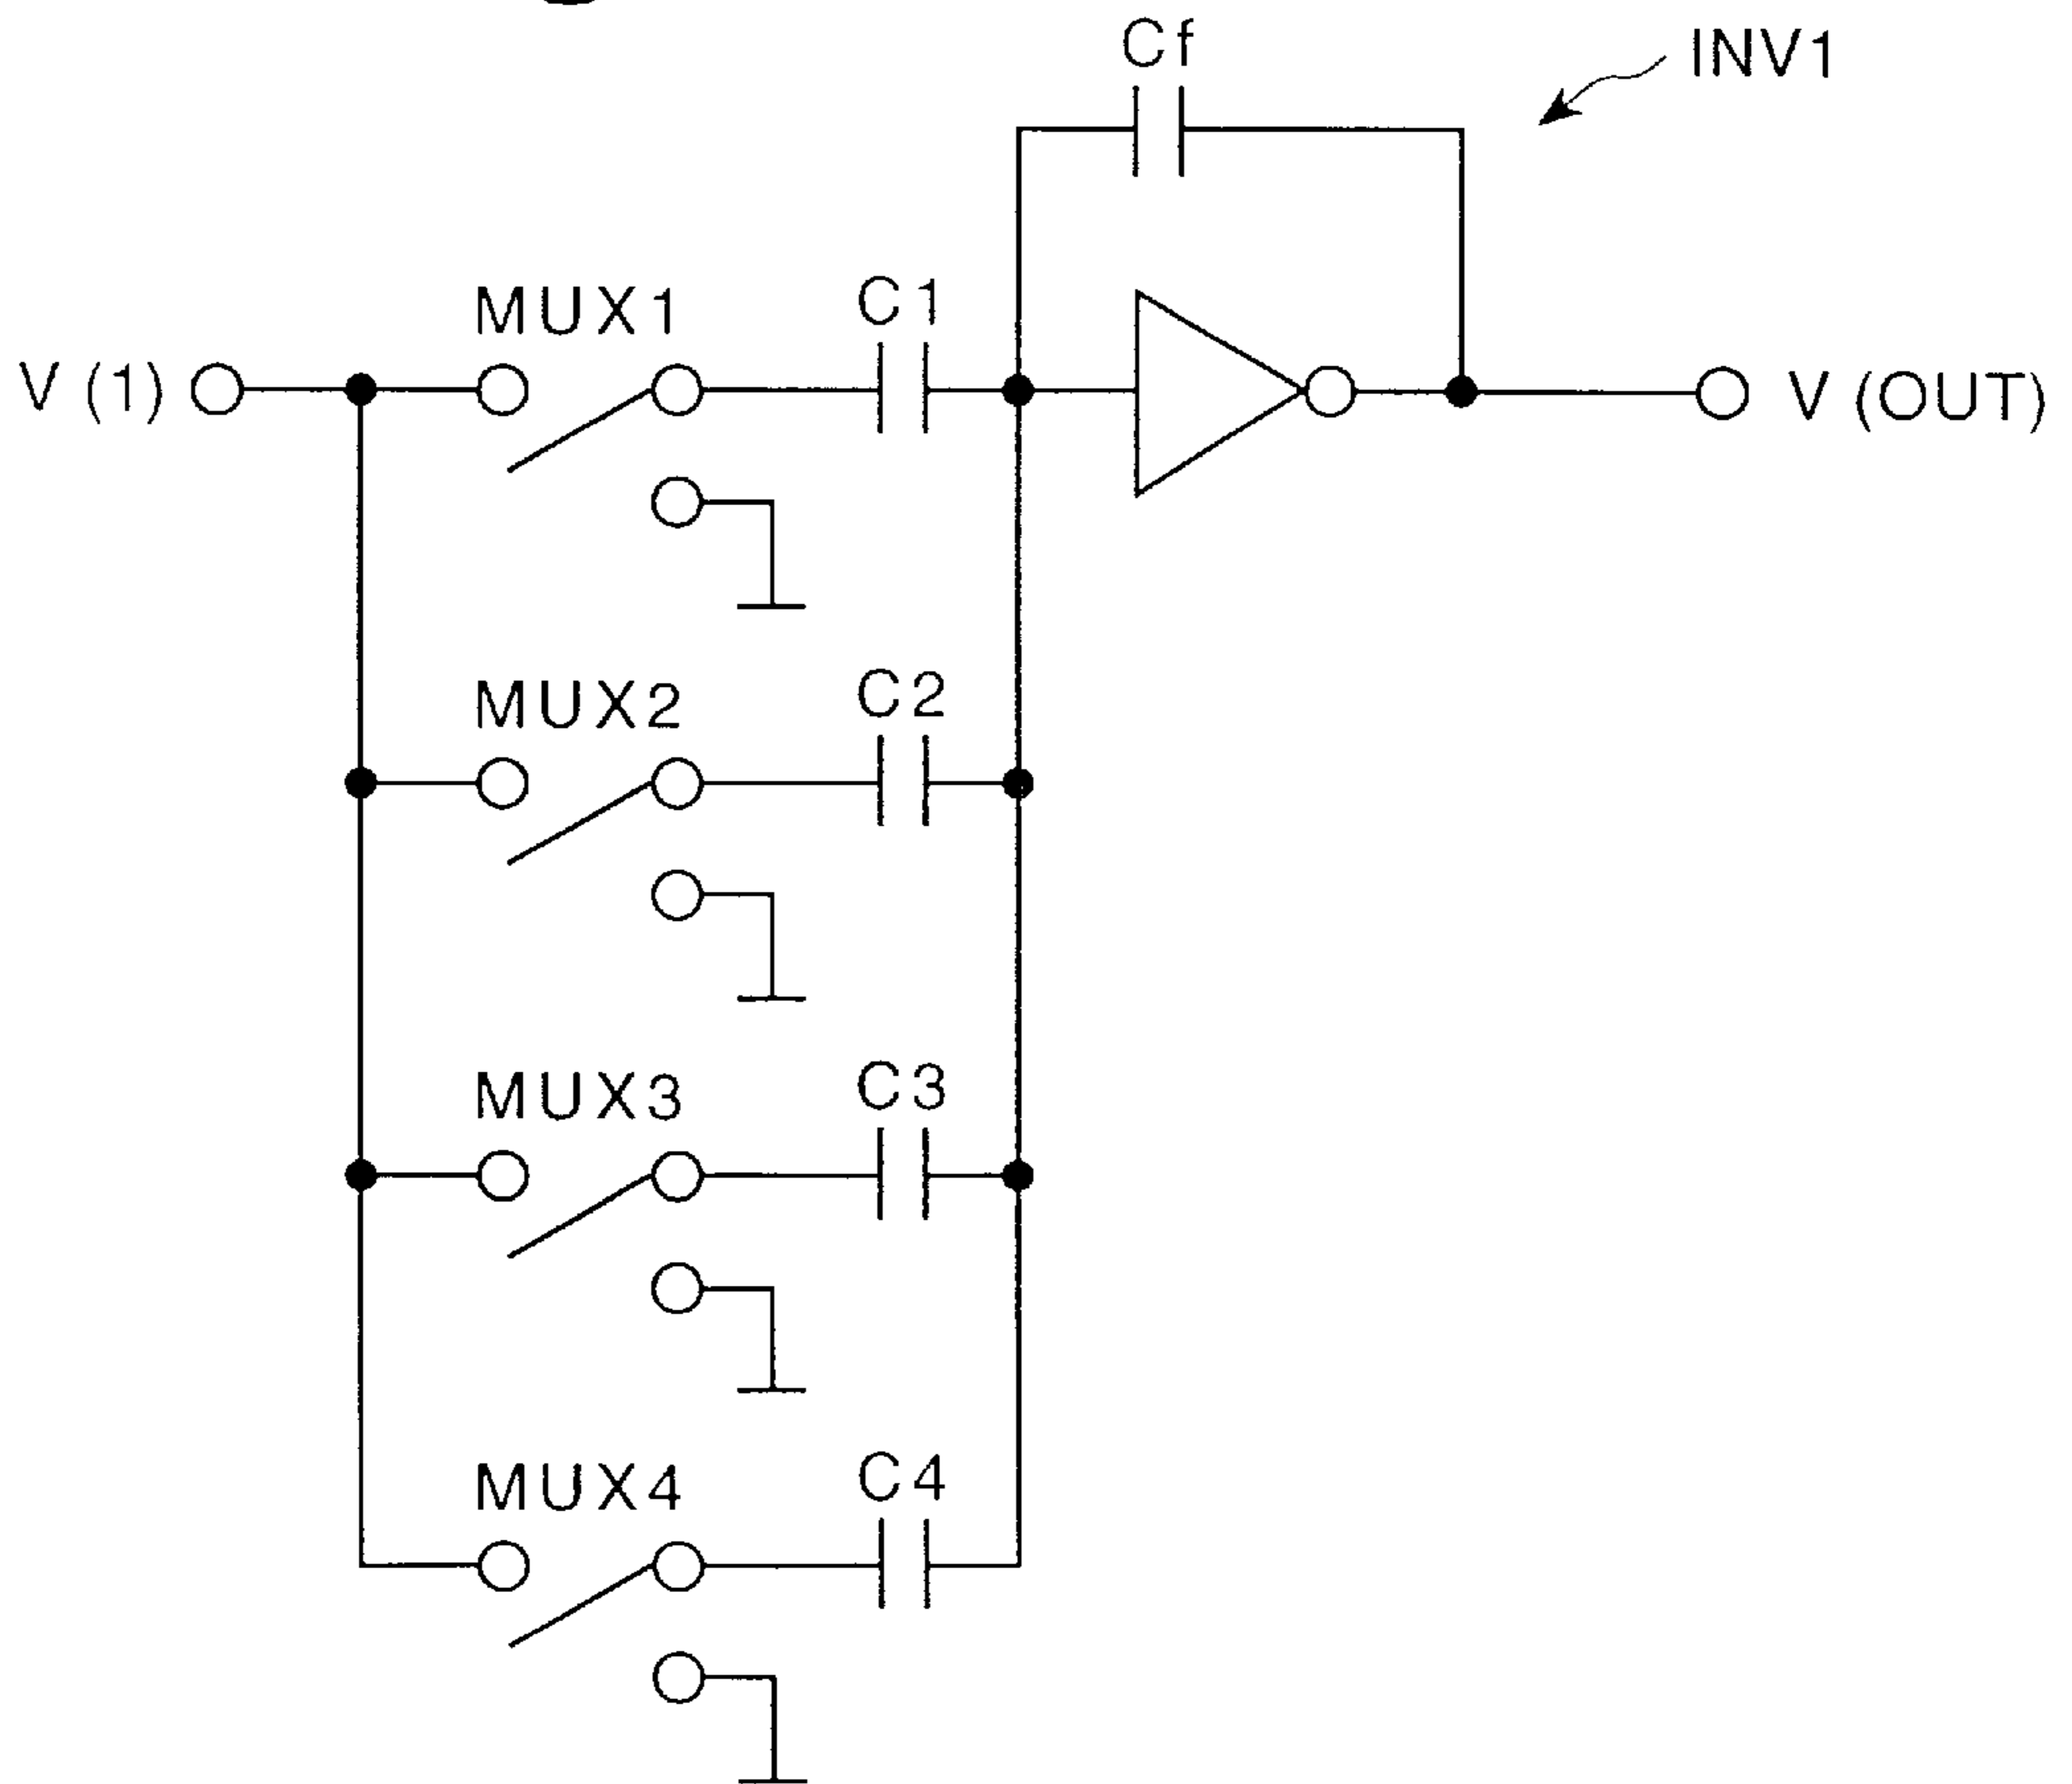 Cf
INV1
MUX1
C1
V (1)
V (OUT)
MUX2
C2
MUX3
C3
MUX4
C4